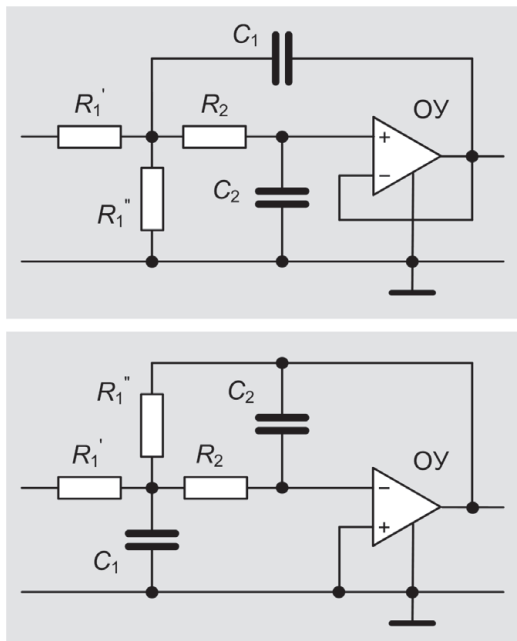 C₁
R₁' R₂ ОУ
+
−
R₁" C₂
R₁" C₂
R₁' R₂ ОУ
−
+
C₁